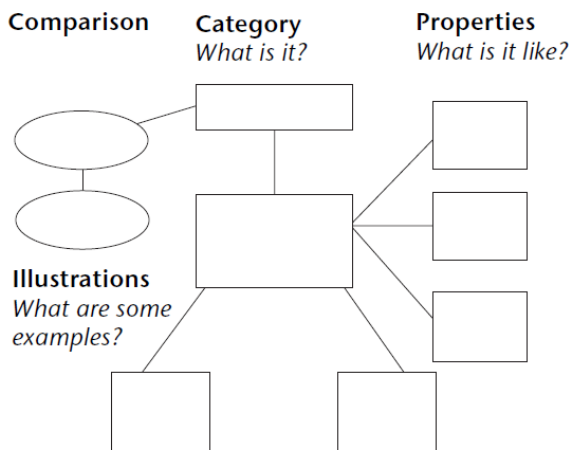 Comparison
Category
What is it?
Properties
What is it like?
Illustrations
What are some
examples?